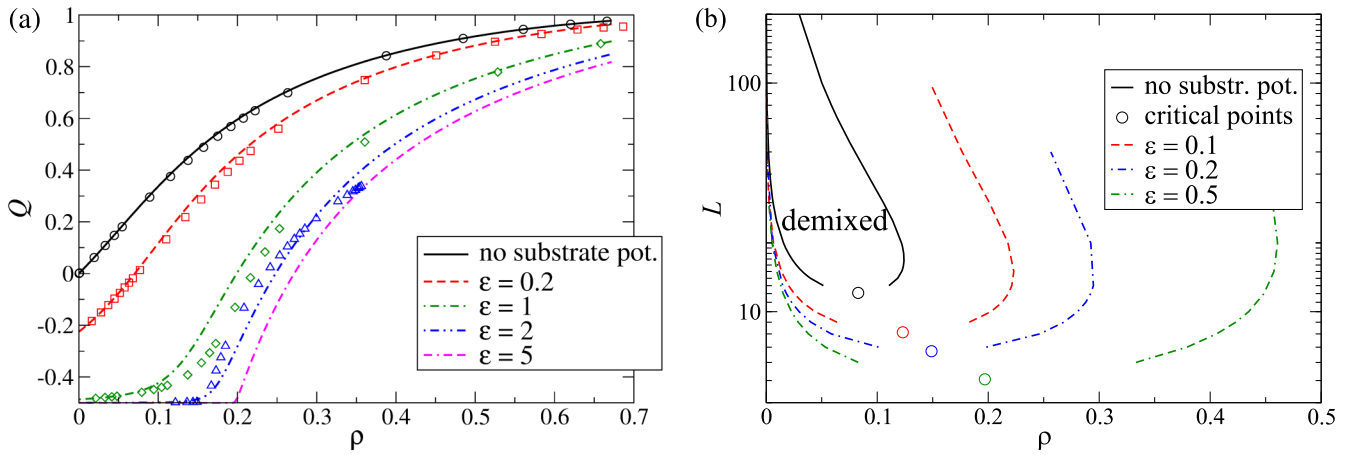 (a)
1
0.8
0.6
0.4
0.2
0
-0.2
-0.4
Q
0 0.1 0.2 0.3 0.4 0.5 0.6 0.7
ρ
no substrate pot.
ε = 0.2
ε = 1
ε = 2
ε = 5
(b)
100
10
L
0 0.1 0.2 0.3 0.4 0.5
ρ
demixed
no substr. pot.
critical points
ε = 0.1
ε = 0.2
ε = 0.5